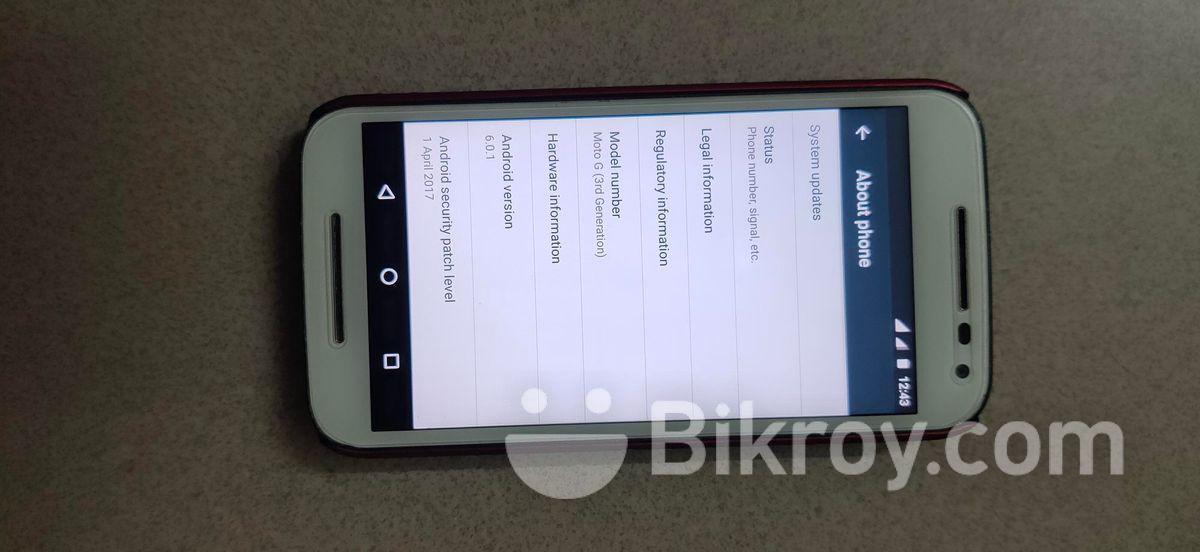 12:43
About phone
System updates
Status
Phone number, signal, etc.
Legal information
Regulatory information
Model number
Moto G (3rd Generation)
Hardware information
Android version
6.0.1
Android security patch level
1 April 2017
Bikroy.com